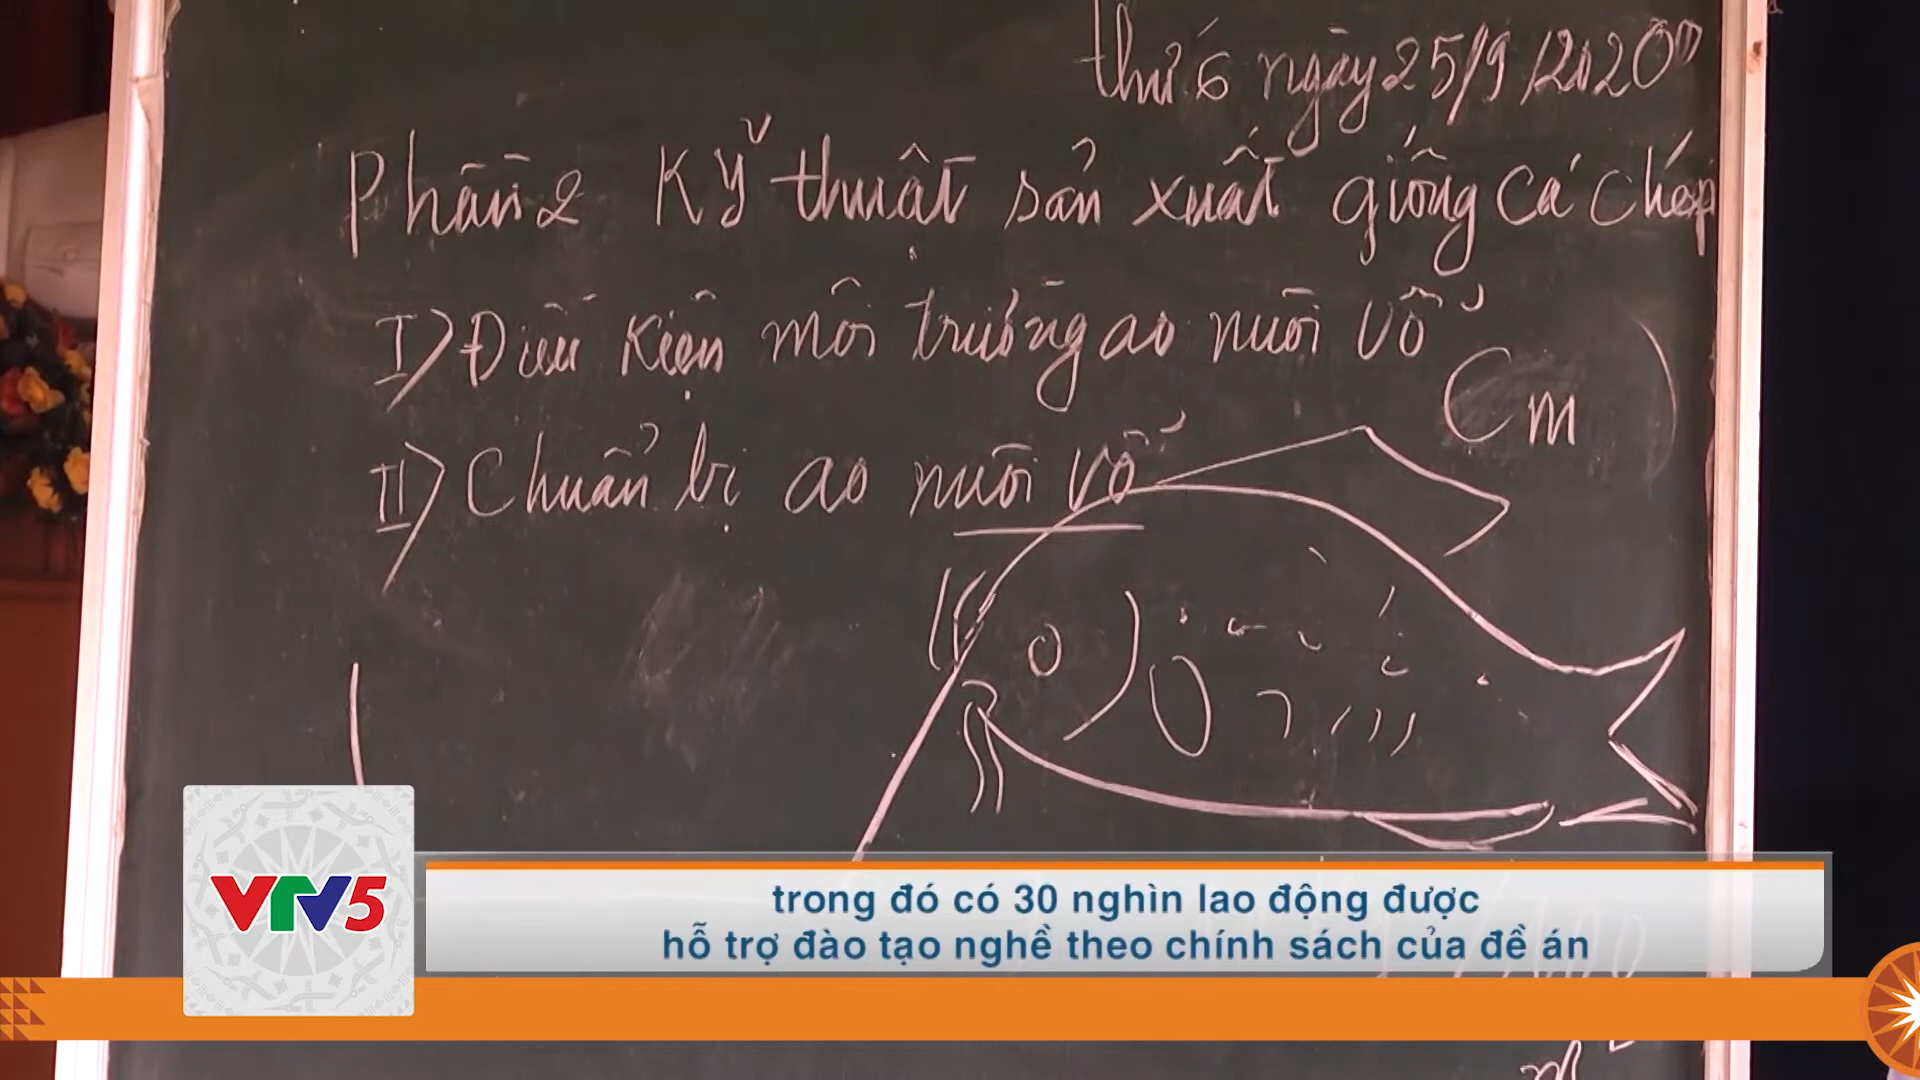 thứ 6 ngày 25/9/2020
Phần 2 Kỹ thuật sản xuất giống cá chép
I) Điều kiện môi trường ao nuôi vỗ
II) Chuẩn bị ao nuôi vỗ
(m)
VTV5
trong đó có 30 nghìn lao động được
hỗ trợ đào tạo nghề theo chính sách của đề án